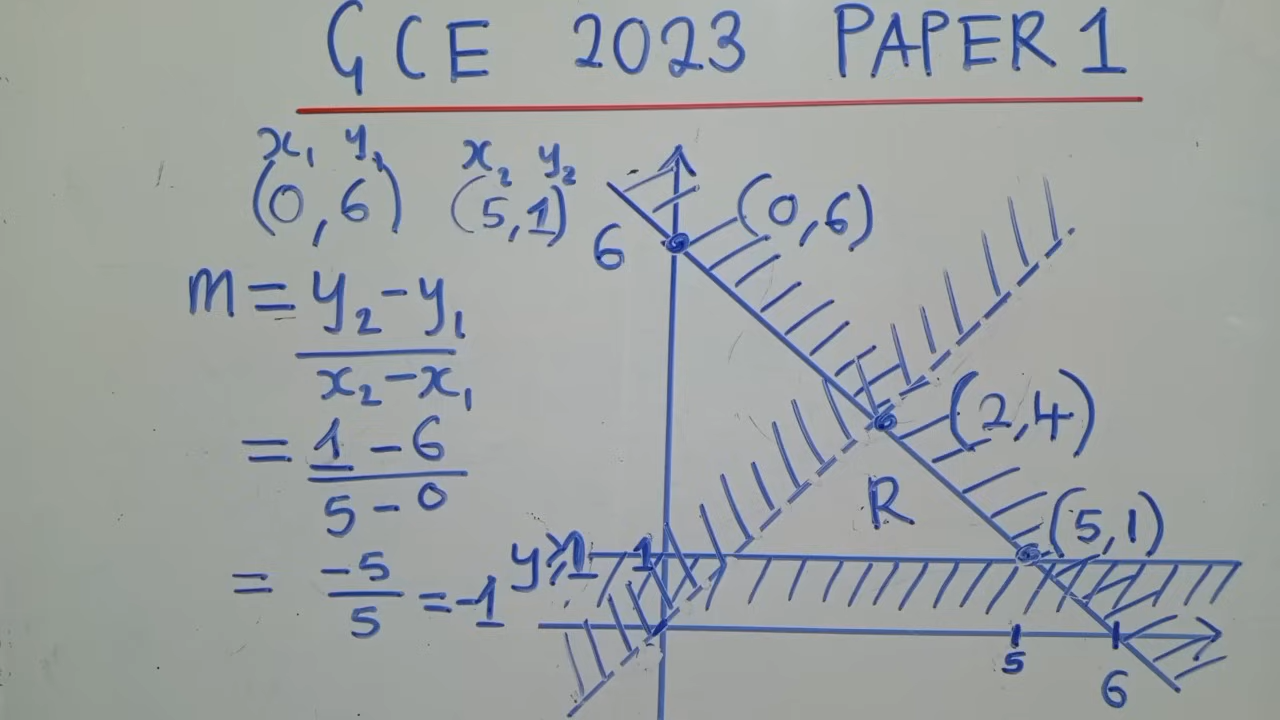 GCE 2023 PAPER 1
x₁ y₁ x₂ y₂
(0,6) (5,1)
m = y₂ - y₁
x₂ - x₁
= 1 - 6
5 - 0
= -5
5
= -1
(0,6)
6
(2,4)
R
(5,1)
y ≥ 1
1
5
6